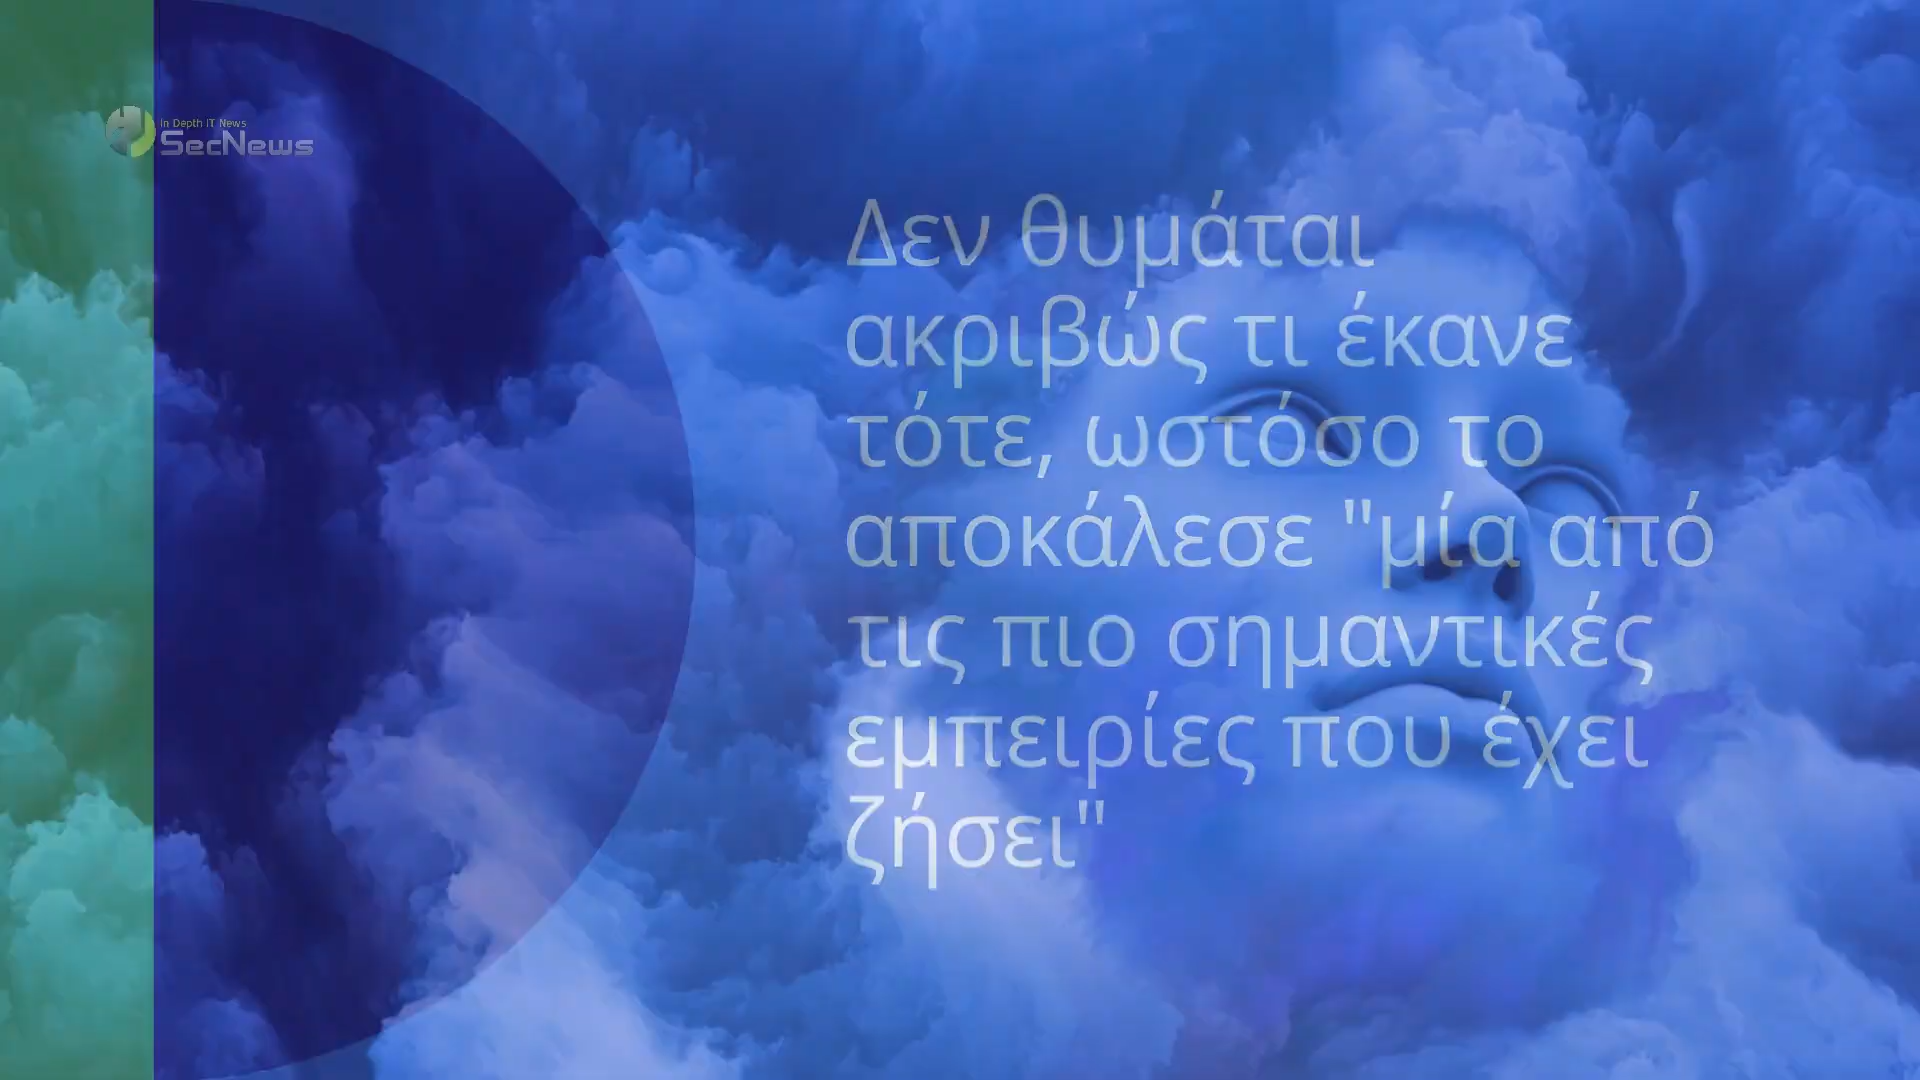 In Depth IT News
SecNews
Δεν θυμάται
ακριβώς τι έκανε
τότε, ωστόσο το
αποκάλεσε "μία από
τις πιο σημαντικές
εμπειρίες που έχει
ζήσει"